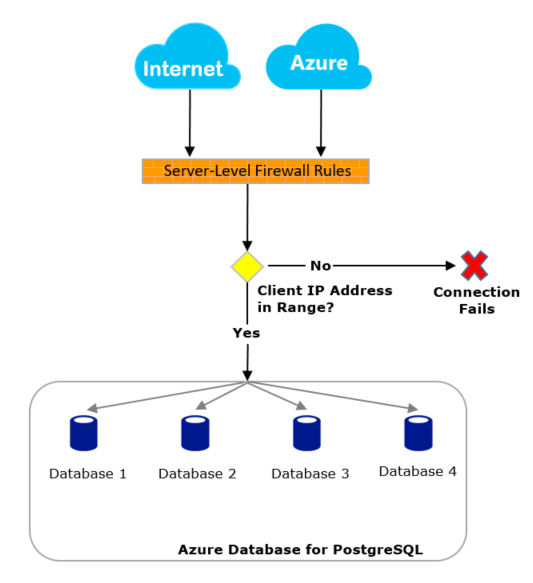 Internet
Azure
Server-Level Firewall Rules
No
Client IP Address
in Range?
Connection
Fails
Yes
Database 1
Database 2
Database 3
Database 4
Azure Database for PostgreSQL